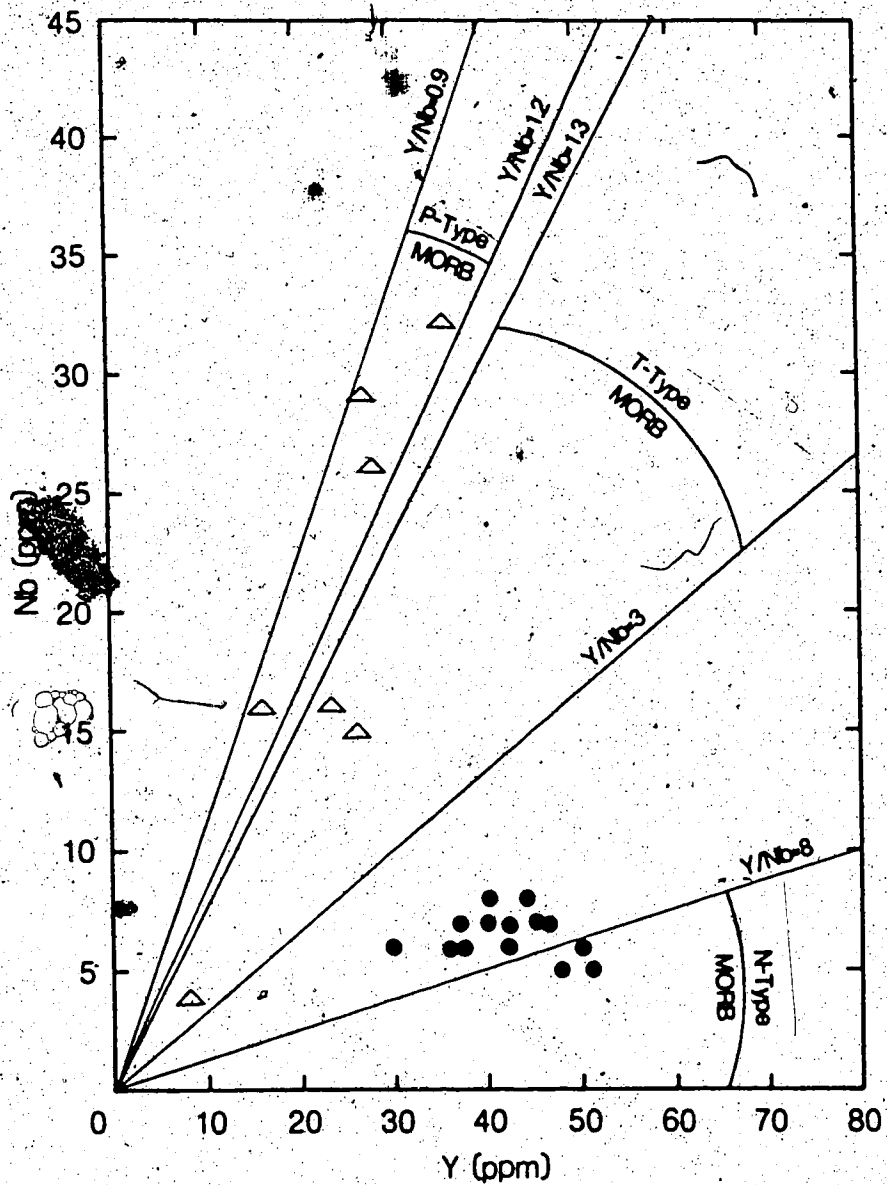 45
40
35
30
25
20
15
10
5
Nb (ppm)
Y/Nb=0.9
Y/Nb=1.2
Y/Nb=1.3
P-Type
MORB
T-Type
MORB
Y/Nb=3
Y/Nb=8
N-Type
MORB
0 10 20 30 40 50 60 70 80
Y (ppm)